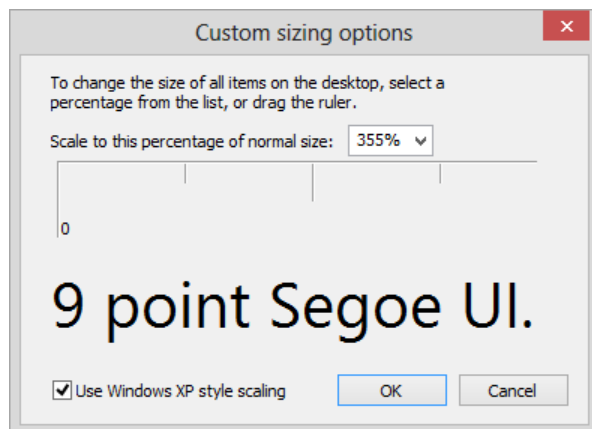 Custom sizing options
To change the size of all items on the desktop, select a
percentage from the list, or drag the ruler.
Scale to this percentage of normal size: 355%
0
9 point Segoe UI.
Use Windows XP style scaling OK Cancel